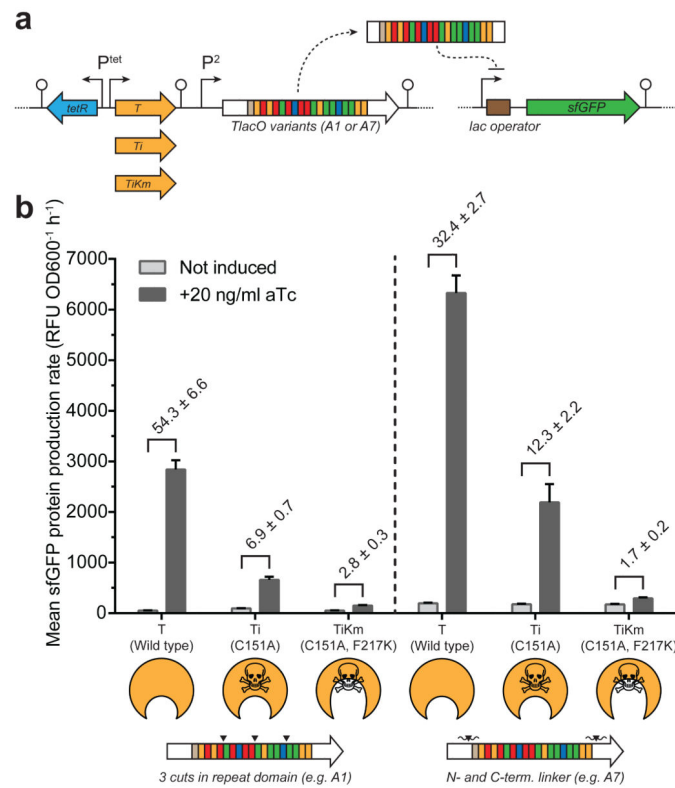 a
Ptet
P2
tetR
T
TlacO variants (A1 or A7)
lac operator
sfGFP
Ti
TiKm
b
Mean sfGFP protein production rate (RFU OD600-1 h-1)
7000
6000
5000
4000
3000
2000
1000
0
Not induced
+20 ng/ml aTc
54.3 ± 6.6
6.9 ± 0.7
2.8 ± 0.3
32.4 ± 2.7
12.3 ± 2.2
1.7 ± 0.2
T
(Wild type)
Ti
(C151A)
TiKm
(C151A, F217K)
T
(Wild type)
Ti
(C151A)
TiKm
(C151A, F217K)
3 cuts in repeat domain (e.g. A1)
N- and C-term. linker (e.g. A7)